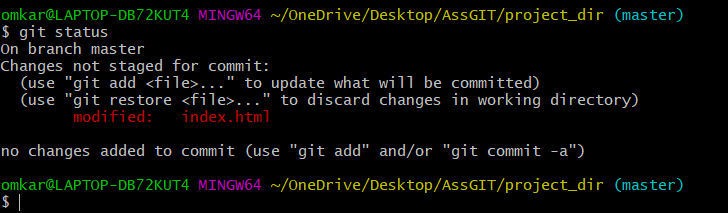 omkar@LAPTOP-DB72KUT4 MINGW64 ~/OneDrive/Desktop/AssGIT/project_dir (master)
$ git status
On branch master
Changes not staged for commit:
  (use "git add <file>..." to update what will be committed)
  (use "git restore <file>..." to discard changes in working directory)
        modified:   index.html

no changes added to commit (use "git add" and/or "git commit -a")

omkar@LAPTOP-DB72KUT4 MINGW64 ~/OneDrive/Desktop/AssGIT/project_dir (master)
$